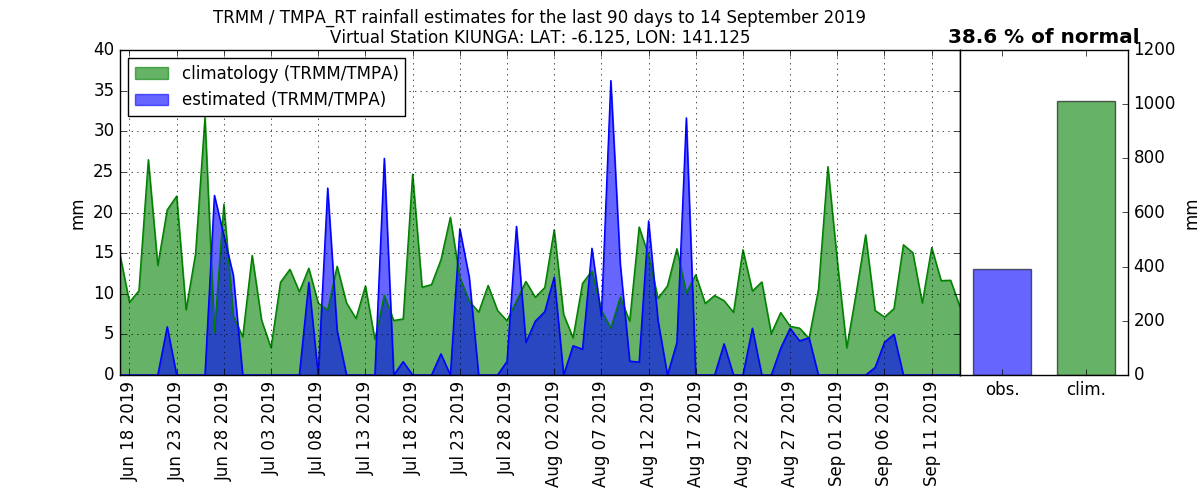 TRMM / TMPA_RT rainfall estimates for the last 90 days to 14 September 2019
Virtual Station KIUNGA: LAT: -6.125, LON: 141.125
38.6 % of normal
climatology (TRMM/TMPA)
estimated (TRMM/TMPA)
mm
40
35
30
25
20
15
10
5
0
Jun 18 2019
Jun 23 2019
Jun 28 2019
Jul 03 2019
Jul 08 2019
Jul 13 2019
Jul 18 2019
Jul 23 2019
Jul 28 2019
Aug 02 2019
Aug 07 2019
Aug 12 2019
Aug 17 2019
Aug 22 2019
Aug 27 2019
Sep 01 2019
Sep 06 2019
Sep 11 2019
obs.
clim.
1200
1000
800
600
400
200
0
mm